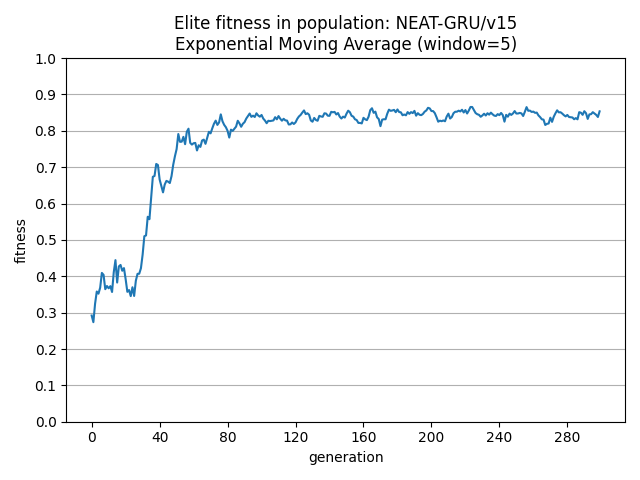 Elite fitness in population: NEAT-GRU/v15
Exponential Moving Average (window=5)
1.0
0.9
0.8
0.7
0.6
0.5
0.4
0.3
0.2
0.1
0.0
fitness
0 40 80 120 160 200 240 280
generation